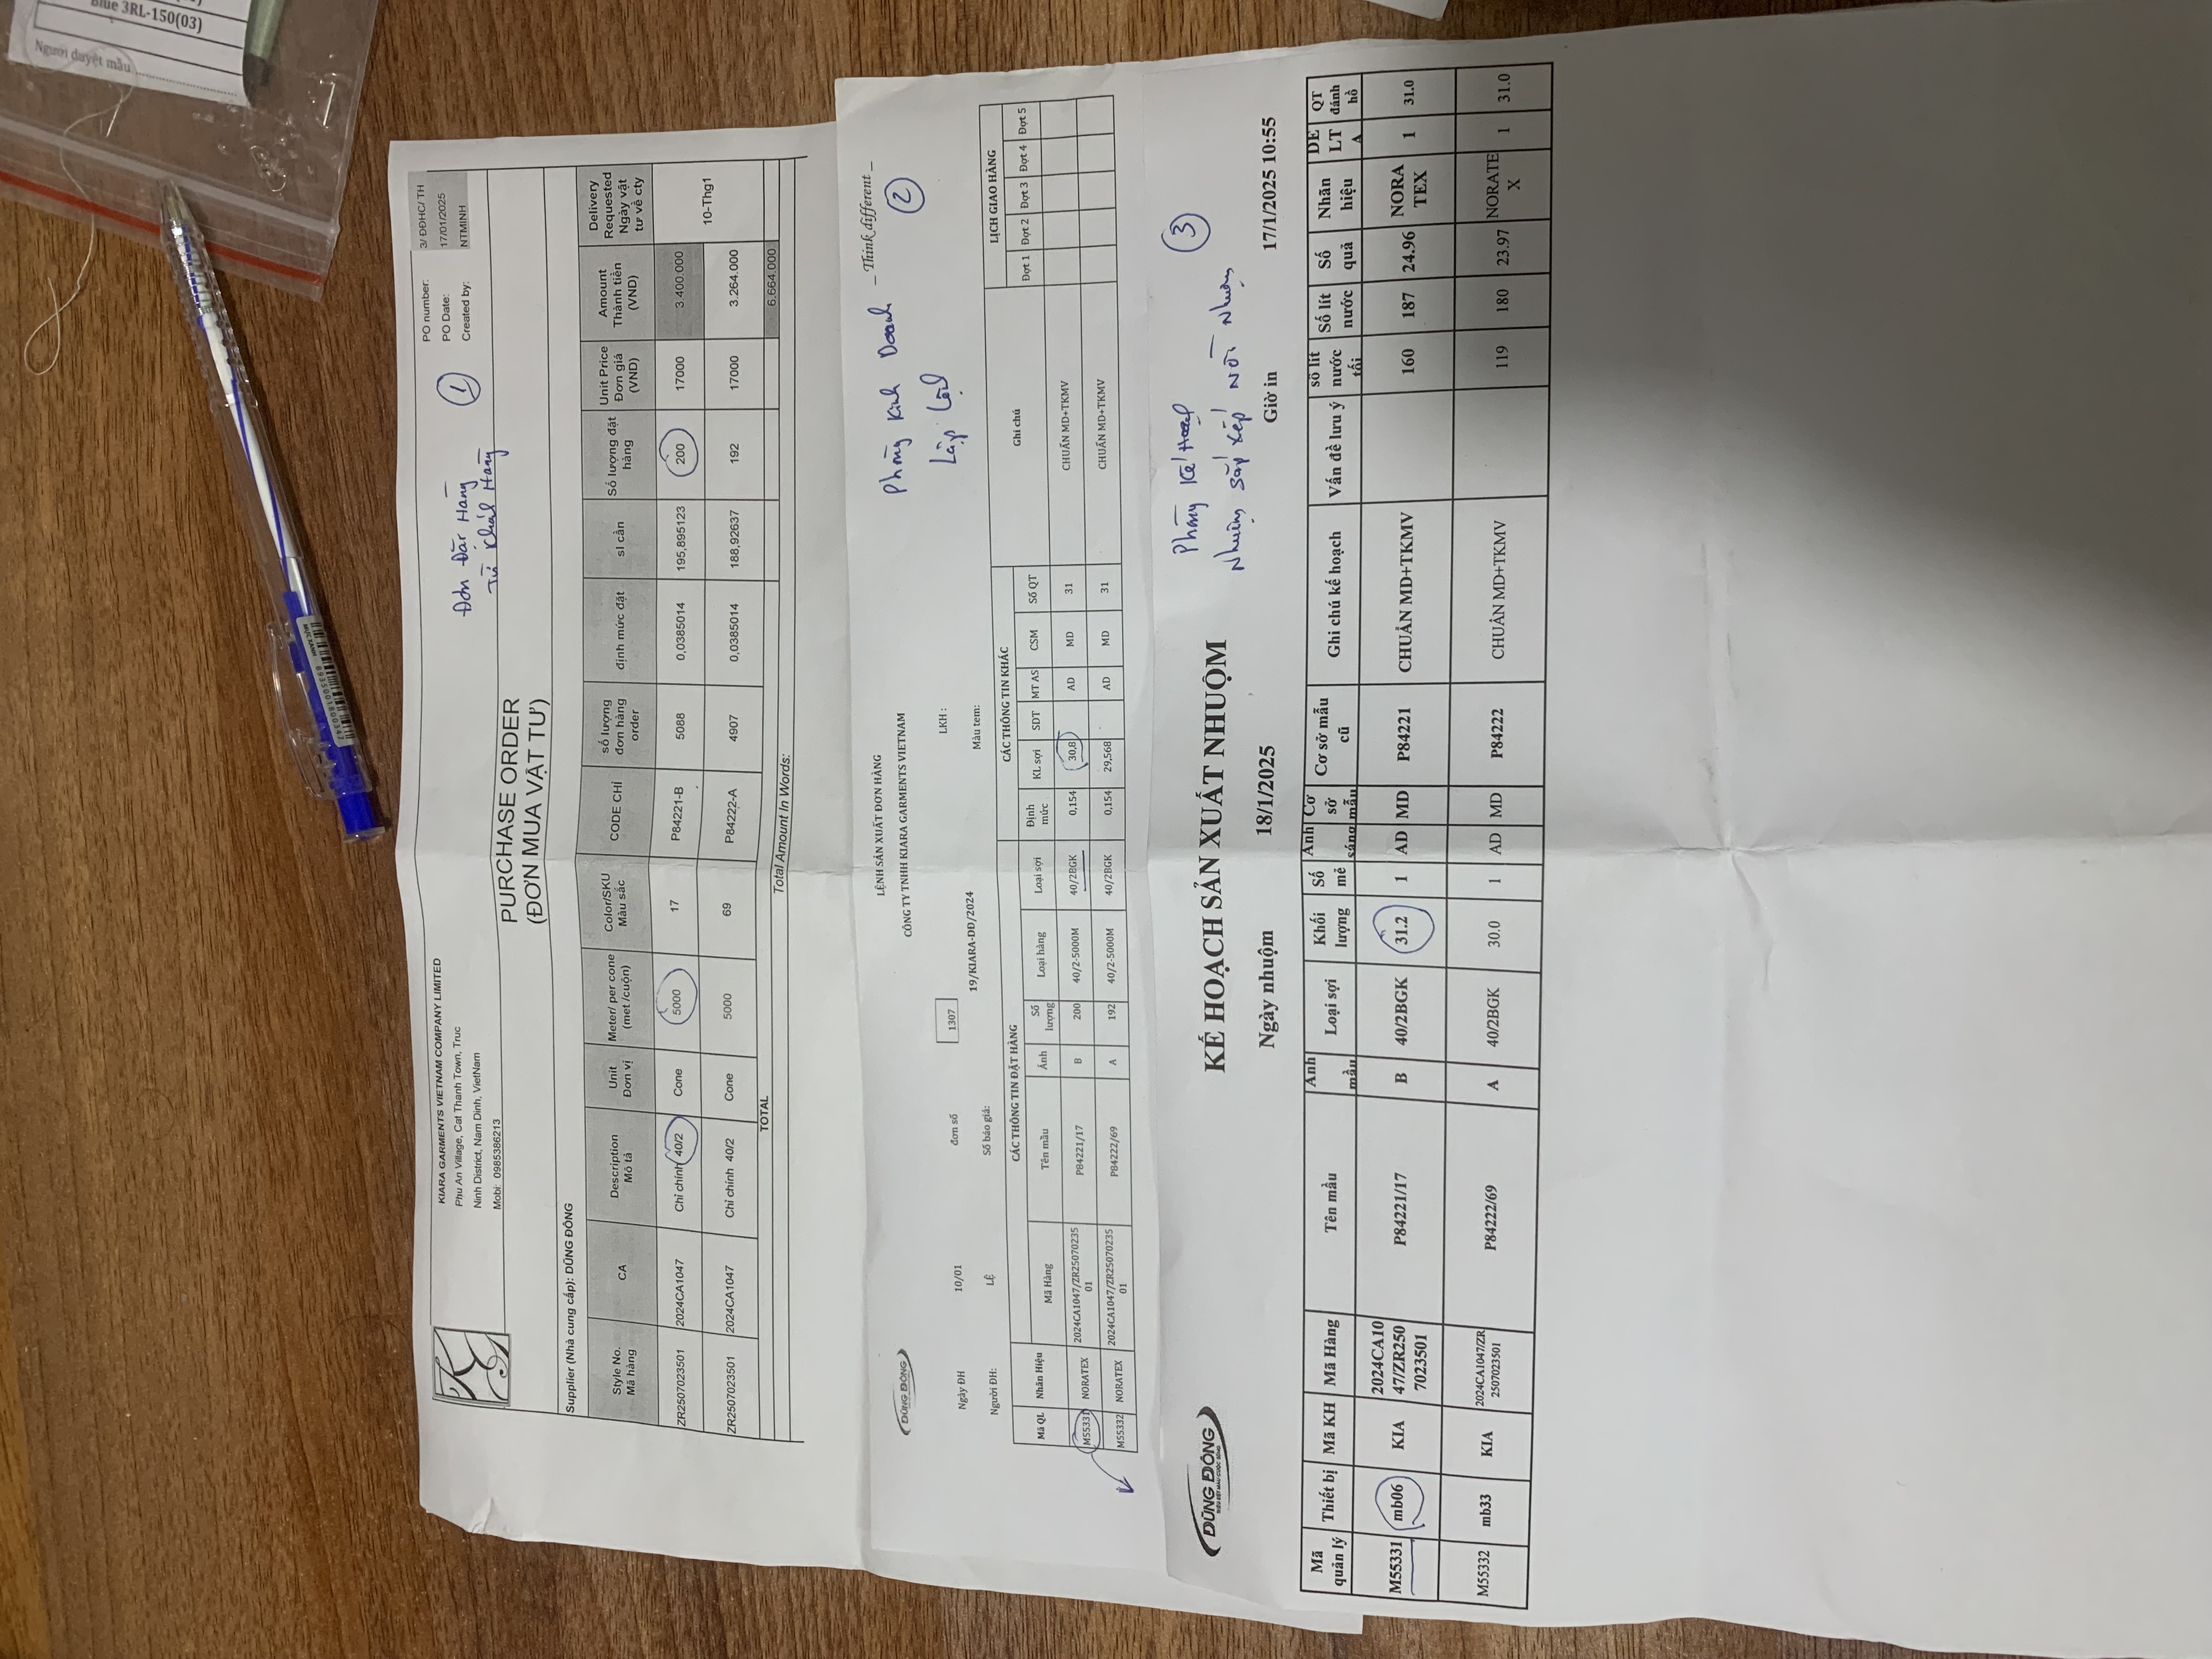 Người duyệt mẫu
Blue 3RL-150(03)
MỰC XANH
8935001800347
KIARA GARMENTS VIETNAM COMPANY LIMITED
Phu An Village, Cat Thanh Town, Truc
Ninh District, Nam Dinh, VietNam
Mobi: 0985386213
Đơn Đặt Hàng
Từ Khách Hàng
1
PO number: 3/ ĐĐHC/ TH
PO Date: 17/01/2025
Created by: NTMINH
PURCHASE ORDER
(ĐƠN MUA VẬT TƯ)
Supplier (Nhà cung cấp): DŨNG ĐÔNG
Style No. Mã hàng | CA | Description Mô tả | Unit Đơn vị | Meter/ per cone (met /cuộn) | Color/SKU Màu sắc | CODE CHỈ | số lượng đơn hàng order | định mức đặt | sl cần | Số lượng đặt hàng | Unit Price Đơn giá (VND) | Amount Thành tiền (VND) | Delivery Requested Ngày vật tư về cty
ZR2507023501 | 2024CA1047 | Chỉ chính 40/2 | Cone | 5000 | 17 | P84221-B | 5088 | 0,0385014 | 195,895123 | 200 | 17000 | 3.400.000 | 10-Thg1
ZR2507023501 | 2024CA1047 | Chỉ chính 40/2 | Cone | 5000 | 69 | P84222-A | 4907 | 0,0385014 | 188,92637 | 192 | 17000 | 3.264.000
TOTAL 6.664.000
Total Amount In Words:
DŨNG ĐÔNG
LỆNH SẢN XUẤT ĐƠN HÀNG
CÔNG TY TNHH KIARA GARMENTS VIETNAM
_ Think different _
Phòng Kinh Doanh
Lập Lệnh
2
Ngày ĐH 10/01 đơn số 1307 LKH :
Người ĐH: LỆ Số báo giá: 19/KIARA-DĐ/2024 Màu tem:
Mã QL | Nhãn Hiệu | CÁC THÔNG TIN ĐẶT HÀNG | CÁC THÔNG TIN KHÁC | Ghi chú | LỊCH GIAO HÀNG
Mã Hàng | Tên mầu | Ánh | Số lượng | Loại hàng | Loại sợi | Định mức | KL sợi | SDT | MT AS | CSM | Số QT | Đợt 1 | Đợt 2 | Đợt 3 | Đợt 4 | Đợt 5
M55331 | NORATEX | 2024CA1047/ZR2507023501 | P84221/17 | B | 200 | 40/2-5000M | 40/2BGK | 0,154 | 30,8 | AD | MD | 31 | CHUẨN MD+TKMV
M55332 | NORATEX | 2024CA1047/ZR2507023501 | P84222/69 | A | 192 | 40/2-5000M | 40/2BGK | 0,154 | 29,568 | AD | MD | 31 | CHUẨN MD+TKMV
DŨNG ĐÔNG
KẾ HOẠCH SẢN XUẤT NHUỘM
Phòng Kế Hoạch
Nhuộm sắp xếp Nồi Nhuộm
3
Ngày nhuộm 18/1/2025 Giờ in 17/1/2025 10:55
Mã quản lý | Thiết bị | Mã KH | Mã Hàng | Tên mầu | Ánh mầu | Loại sợi | Khối lượng | Số mẻ | Ánh sáng | Cơ sở mẫu | Cơ sở mẫu cũ | Ghi chú kế hoạch | Vấn đề lưu ý | số lít nước tối | Số lít nước | Số quả | Nhãn hiệu | DELTA | QT đánh hồ
M55331 | mb06 | KIA | 2024CA1047/ZR2507023501 | P84221/17 | B | 40/2BGK | 31.2 | 1 | AD | MD | P84221 | CHUẨN MD+TKMV | 160 | 187 | 24.96 | NORATEX | 1 | 31.0
M55332 | mb33 | KIA | 2024CA1047/ZR2507023501 | P84222/69 | A | 40/2BGK | 30.0 | 1 | AD | MD | P84222 | CHUẨN MD+TKMV | 119 | 180 | 23.97 | NORATEX | 1 | 31.0